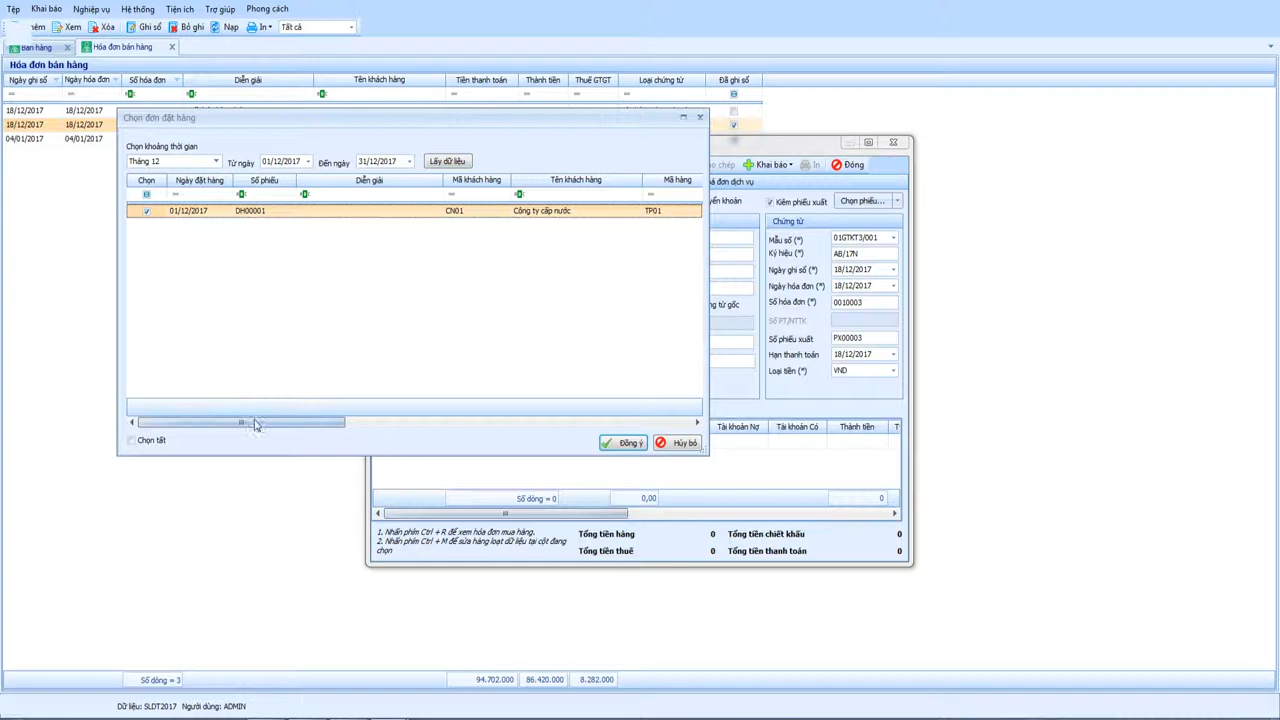 Tệp Khai báo Nghiệp vụ Hệ thống Tiện ích Trợ giúp Phong cách
Xem Xóa Ghi sổ Bỏ ghi Nạp In Tất cả
Bán hàng Hóa đơn bán hàng
Hóa đơn bán hàng
Ngày ghi sổ Ngày hóa đơn Số hóa đơn Diễn giải Tên khách hàng Tiền thanh toán Thành tiền Thuế GTGT Loại chứng từ Đã ghi sổ
18/12/2017 18/12/2017
18/12/2017 18/12/2017
04/01/2017 04/01/2017
Chọn đơn đặt hàng
Chọn khoảng thời gian
Tháng 12 Từ ngày 01/12/2017 Đến ngày 31/12/2017 Lấy dữ liệu
Chọn Ngày đặt hàng Số phiếu Diễn giải Mã khách hàng Tên khách hàng Mã hàng
01/12/2017 DH00001 CN01 Công ty cấp nước TP01
Chọn tất Đồng ý Hủy bỏ
Khai báo In Đóng
Kiêm phiếu xuất Chọn phiếu...
Chứng từ
Mẫu số (*) 01GTKT3/001
Ký hiệu (*) AB/17N
Ngày ghi sổ (*) 18/12/2017
Ngày hóa đơn (*) 18/12/2017
Số hóa đơn (*) 0010003
Số PT/NTTK
Số phiếu xuất PX00003
Hạn thanh toán 18/12/2017
Loại tiền (*) VND
Tài khoản Nợ Tài khoản Có Thành tiền T
Số dòng = 0 0,00 0
1. Nhấn phím Ctrl + R để xem hóa đơn mua hàng.
2. Nhấn phím Ctrl + M để sửa hàng loạt dữ liệu tại cột đang
chọn
Tổng tiền hàng 0 Tổng tiền chiết khấu 0
Tổng tiền thuế 0 Tổng tiền thanh toán 0
Số dòng = 3 94.702.000 86.420.000 8.282.000
Dữ liệu: SLDT2017 Người dùng: ADMIN